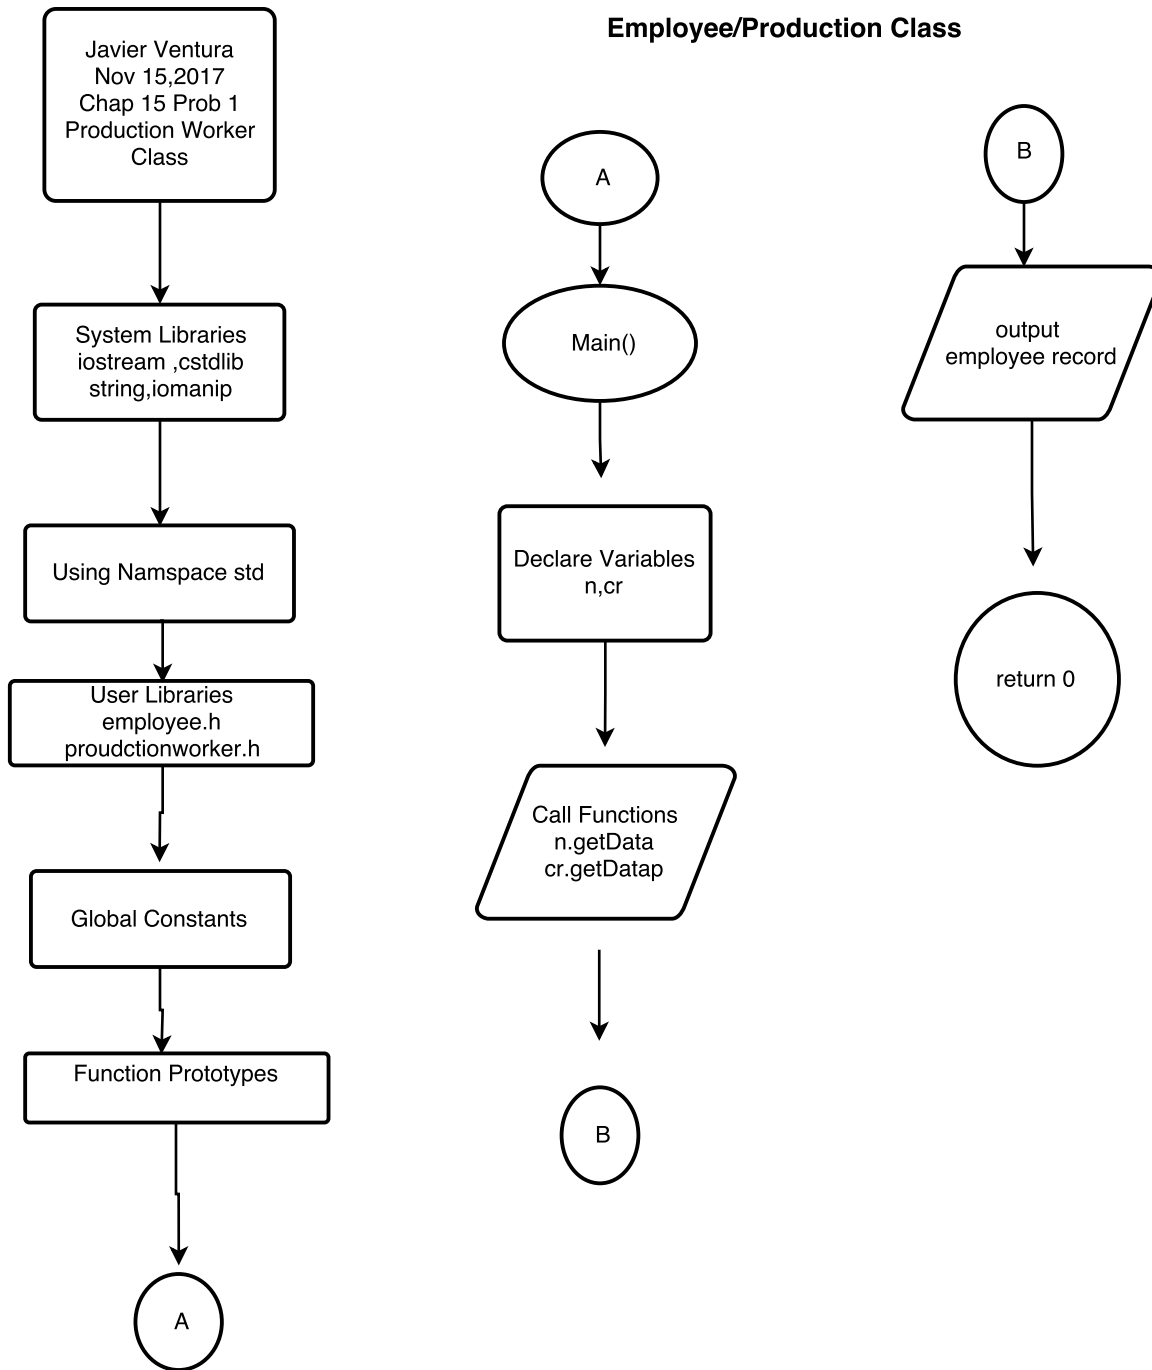 Employee/Production Class
Javier Ventura
Nov 15,2017
Chap 15 Prob 1
Production Worker
Class
System Libraries
iostream ,cstdlib
string,iomanip
Using Namspace std
User Libraries
employee.h
proudctionworker.h
Global Constants
Function Prototypes
A
A
Main()
Declare Variables
n,cr
Call Functions
n.getData
cr.getDatap
B
B
output
employee record
return 0